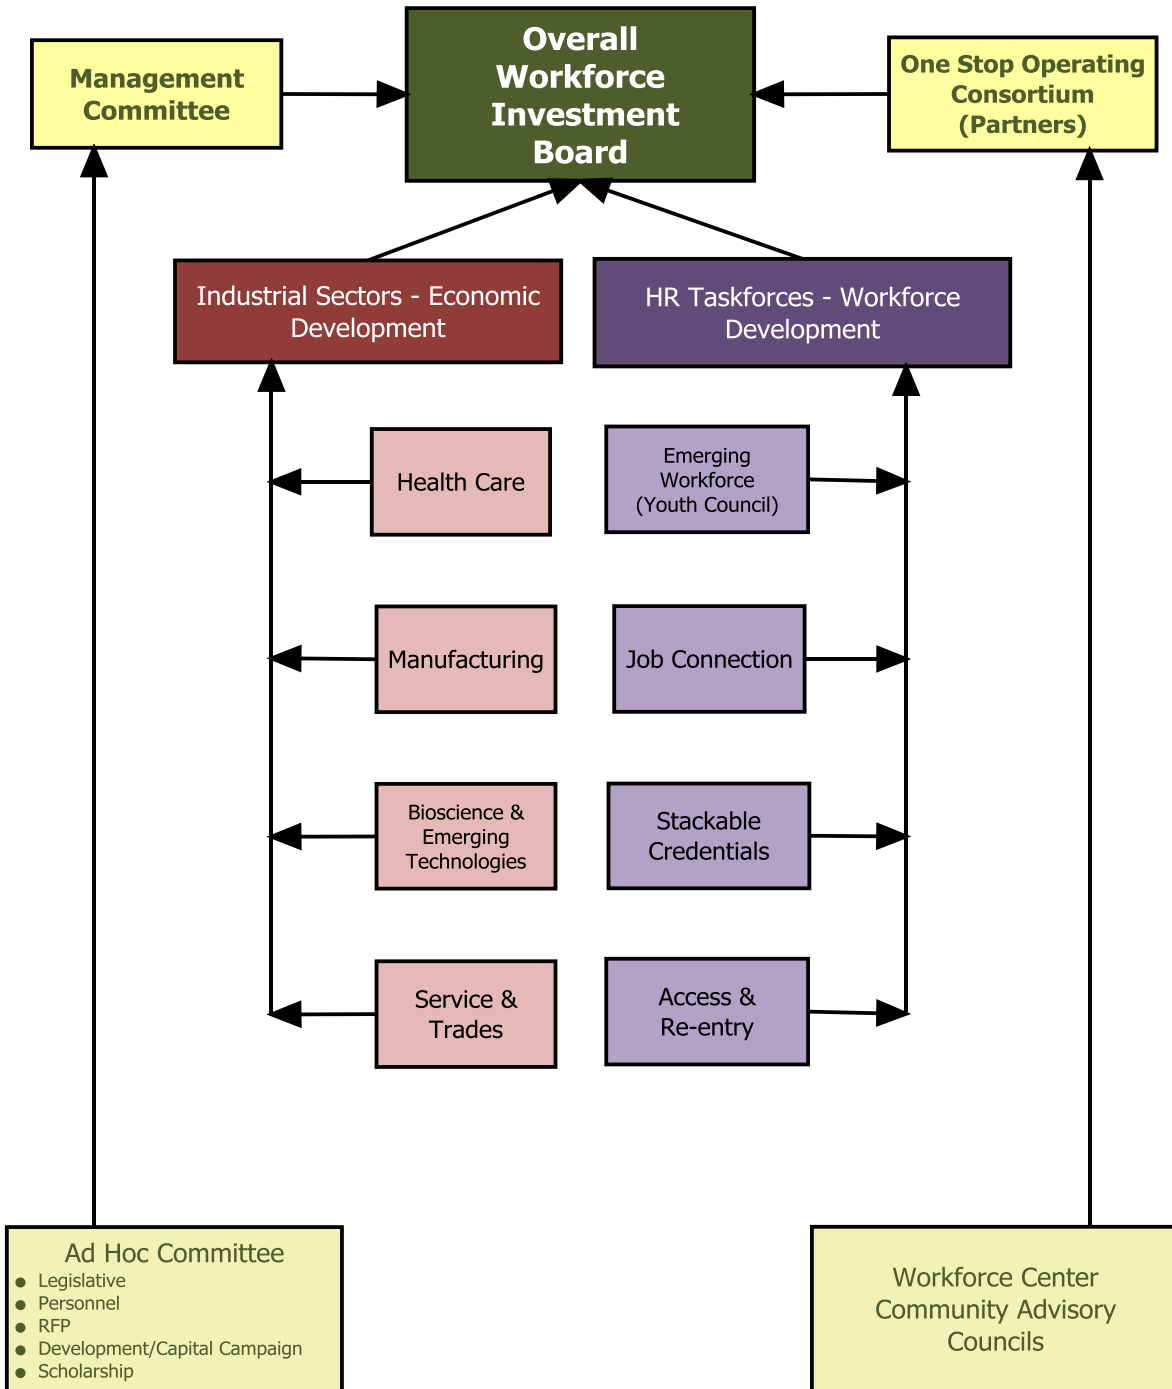 Overall
Workforce
Investment
Board
Management
Committee
One Stop Operating
Consortium
(Partners)
Industrial Sectors - Economic
Development
HR Taskforces - Workforce
Development
Health Care
Emerging
Workforce
(Youth Council)
Manufacturing
Job Connection
Bioscience &
Emerging
Technologies
Stackable
Credentials
Service &
Trades
Access &
Re-entry
Ad Hoc Committee
● Legislative
● Personnel
● RFP
● Development/Capital Campaign
● Scholarship
Workforce Center
Community Advisory
Councils